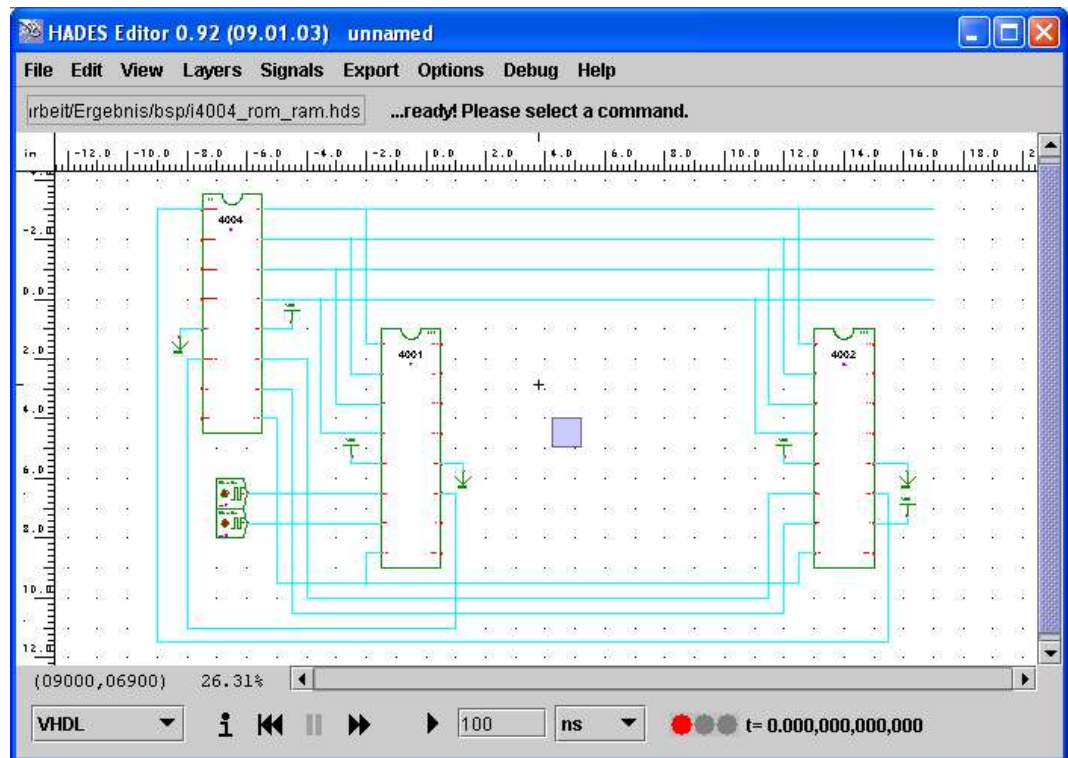 HADES Editor 0.92 (09.01.03) unnamed
File Edit View Layers Signals Export Options Debug Help
ırbeit/Ergebnis/bsp/i4004_rom_ram.hds ...ready! Please select a command.
in -12.0 -10.0 -8.0 -6.0 -4.0 -2.0 0.0 2.0 4.0 6.0 8.0 10.0 12.0 14.0 16.0 18.0 2
-2.0
0.0
2.0
4.0
6.0
8.0
10.0
12.0
4004
4001
4002
(09000,06900) 26.31%
VHDL i 100 ns t= 0.000,000,000,000